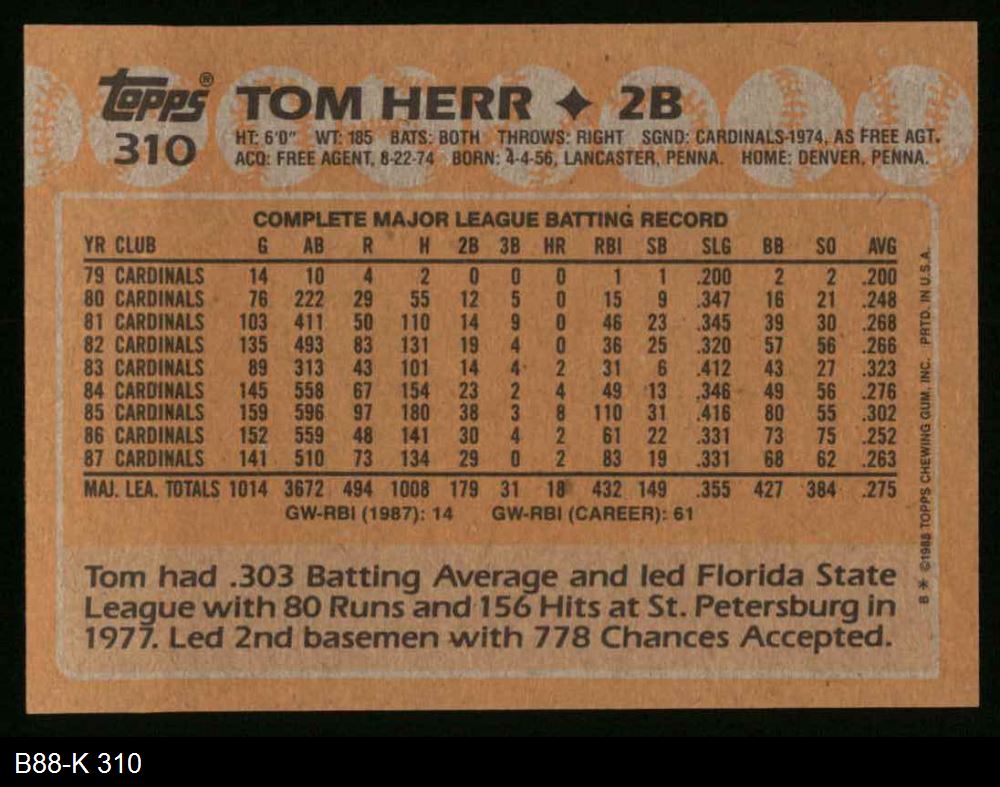 topps® TOM HERR ✦ 2B
310 HT: 6'0" WT: 185 BATS: BOTH THROWS: RIGHT SGND: CARDINALS-1974, AS FREE AGT.
ACQ: FREE AGENT, 8-22-74 BORN: 4-4-56, LANCASTER, PENNA. HOME: DENVER, PENNA.
COMPLETE MAJOR LEAGUE BATTING RECORD
YR CLUB G AB R H 2B 3B HR RBI SB SLG BB SO AVG
79 CARDINALS 14 10 4 2 0 0 0 1 1 .200 2 2 .200
80 CARDINALS 76 222 29 55 12 5 0 15 9 .347 16 21 .248
81 CARDINALS 103 411 50 110 14 9 0 46 23 .345 39 30 .268
82 CARDINALS 135 493 83 131 19 4 0 36 25 .320 57 56 .266
83 CARDINALS 89 313 43 101 14 4 2 31 6 .412 43 27 .323
84 CARDINALS 145 558 67 154 23 2 4 49 13 .346 49 56 .276
85 CARDINALS 159 596 97 180 38 3 8 110 31 .416 80 55 .302
86 CARDINALS 152 559 48 141 30 4 2 61 22 .331 73 75 .252
87 CARDINALS 141 510 73 134 29 0 2 83 19 .331 68 62 .263
MAJ. LEA. TOTALS 1014 3672 494 1008 179 31 18 432 149 .355 427 384 .275
GW-RBI (1987): 14 GW-RBI (CAREER): 61
Tom had .303 Batting Average and led Florida State
League with 80 Runs and 156 Hits at St. Petersburg in
1977. Led 2nd basemen with 778 Chances Accepted.
B * ©1988 TOPPS CHEWING GUM, INC. PRTD. IN U.S.A.
B88-K 310